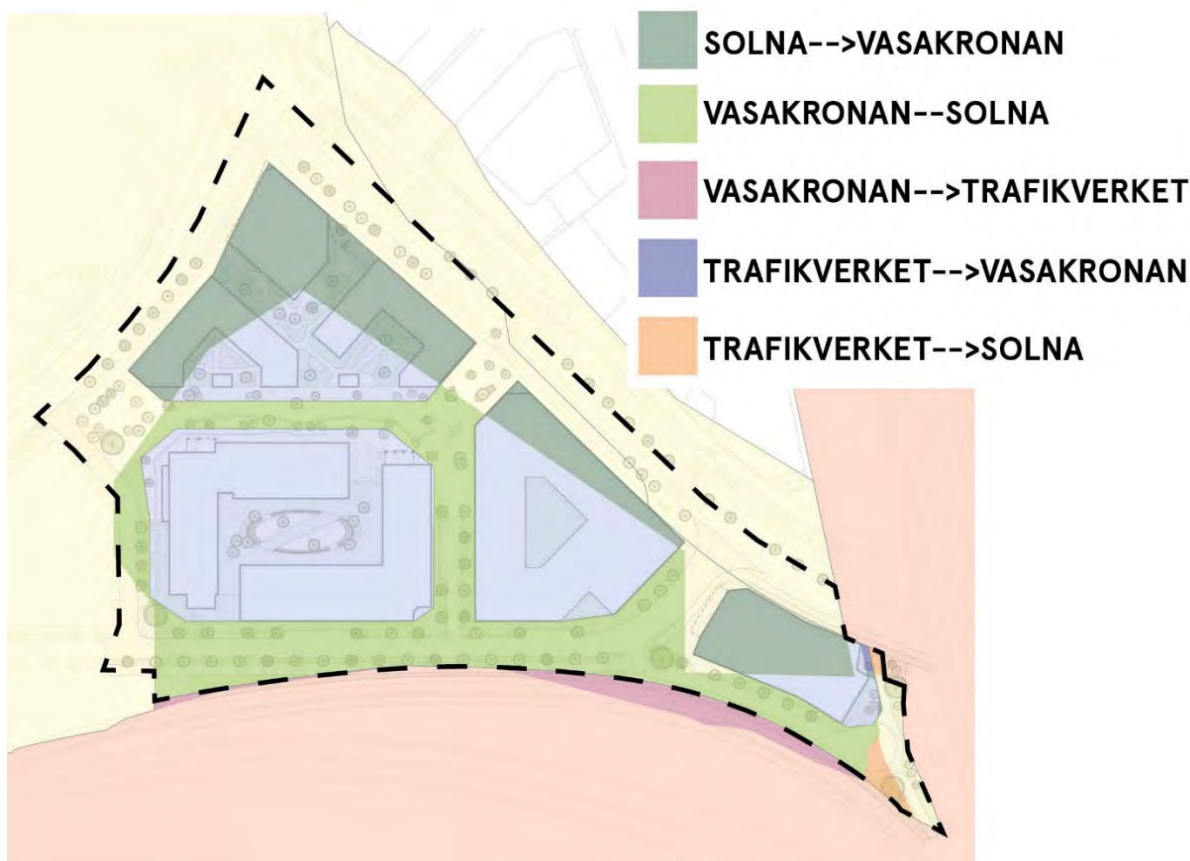 SOLNA-->VASAKRONAN
VASAKRONAN--SOLNA
VASAKRONAN-->TRAFIKVERKET
TRAFIKVERKET-->VASAKRONAN
TRAFIKVERKET-->SOLNA